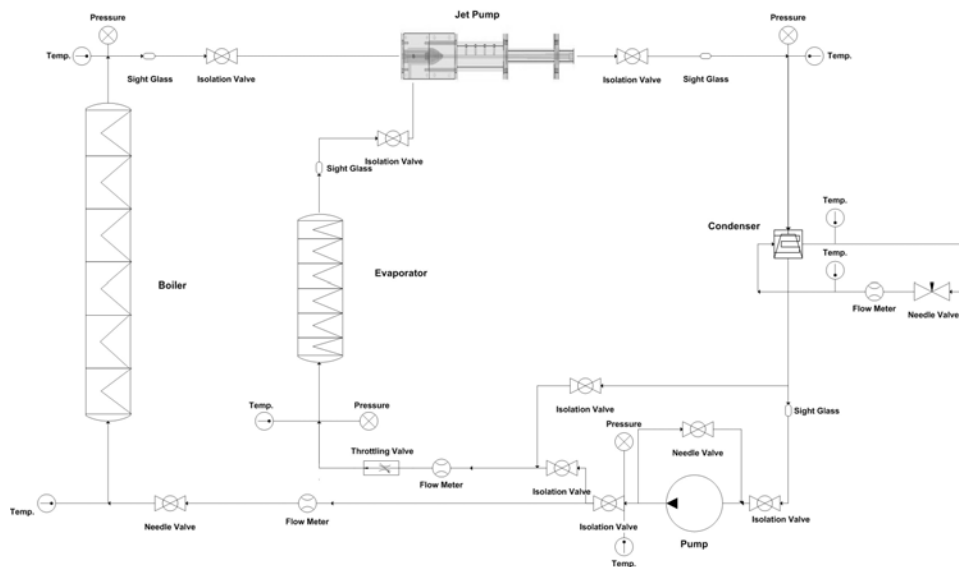 Pressure
Jet Pump
Pressure
Temp.
Temp.
Sight Glass
Isolation Valve
Isolation Valve
Sight Glass
Isolation Valve
Sight Glass
Temp.
Condenser
Temp.
Evaporator
Boiler
Flow Meter
Needle Valve
Temp.
Pressure
Isolation Valve
Sight Glass
Pressure
Throttling Valve
Needle Valve
Flow Meter
Isolation Valve
Temp.
Needle Valve
Flow Meter
Isolation Valve
Isolation Valve
Pump
Temp.